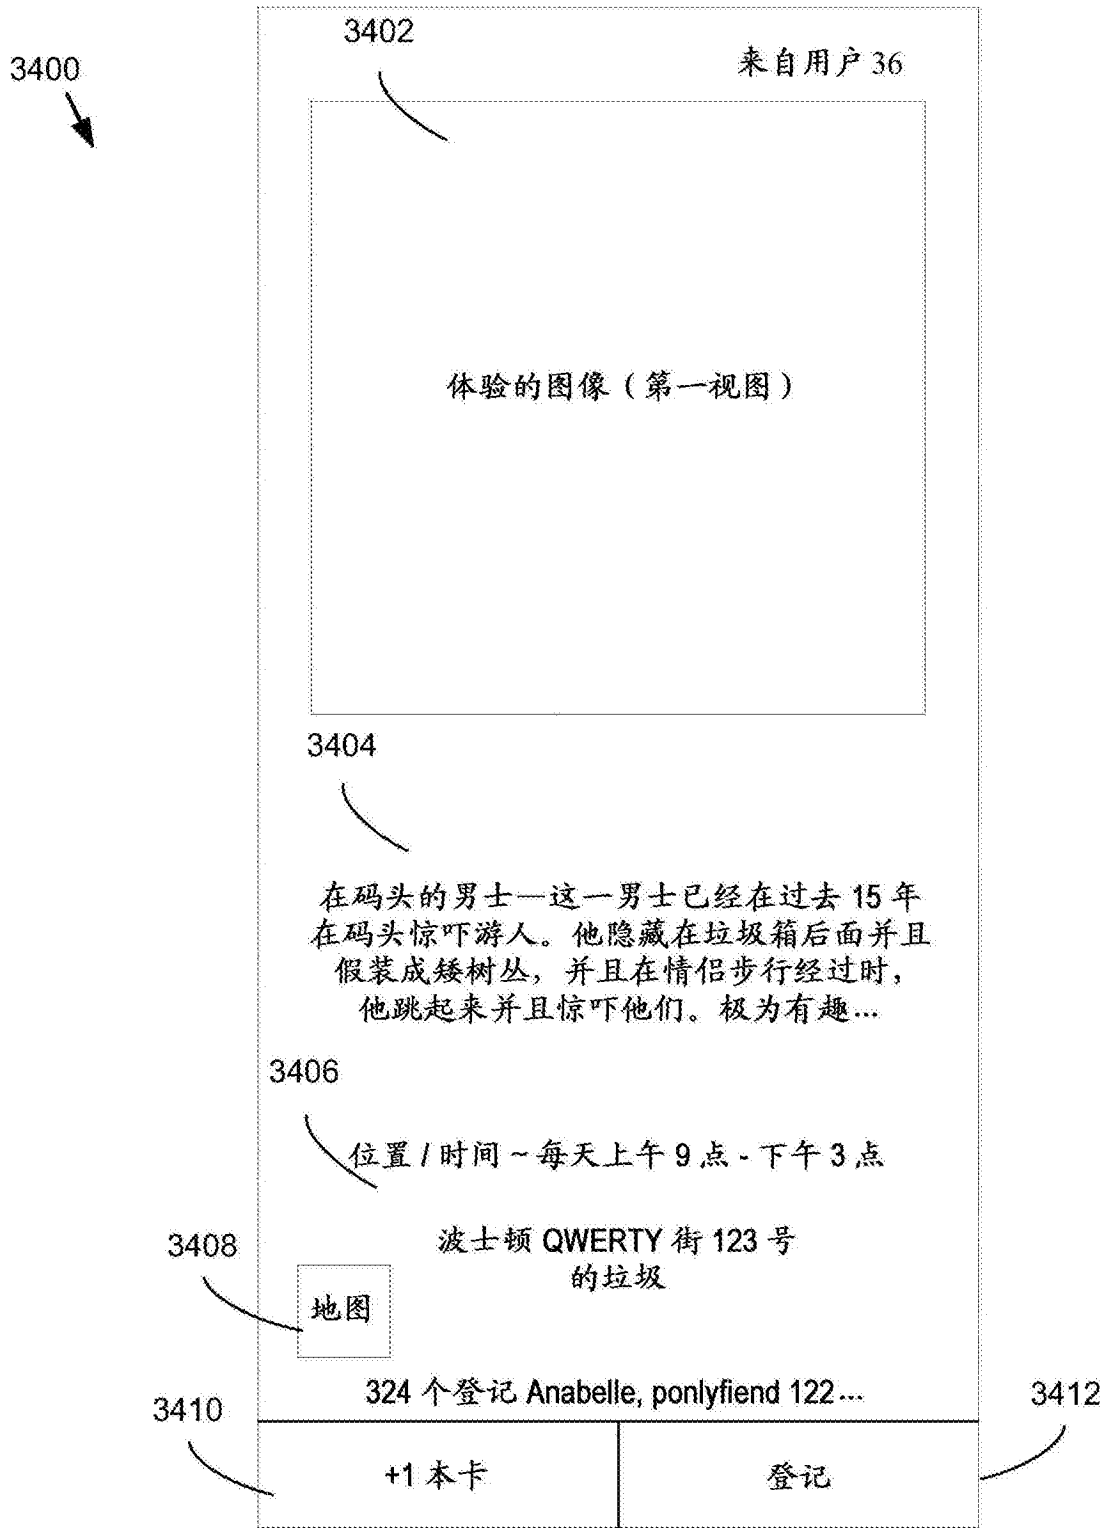 3402
来自用户 36
3400
体验的图像（第一视图）
3404
在码头的男士—这一男士已经在过去 15 年
在码头惊吓游人。他隐藏在垃圾箱后面并且
假装成矮树丛，并且在情侣步行经过时，
他跳起来并且惊吓他们。极为有趣...
3406
位置 / 时间 ~ 每天上午 9 点 - 下午 3 点
波士顿 QWERTY 街 123 号
的垃圾
3408
地图
324 个登记 Anabelle, ponlyfiend 122...
3410
3412
+1 本卡
登记